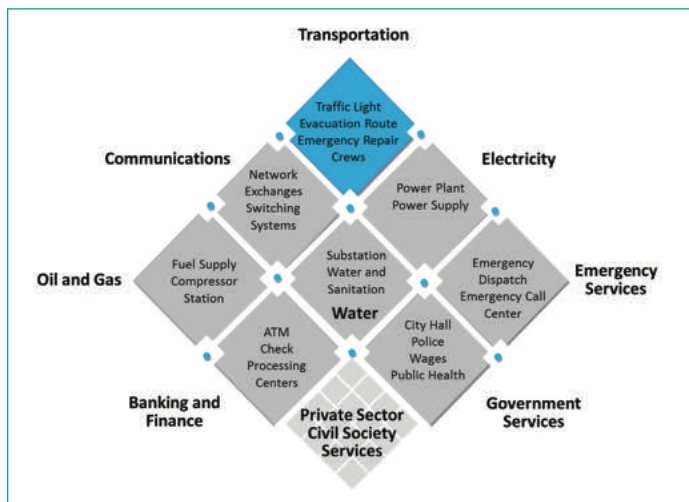 Transportation
Traffic Light
Evacuation Route
Emergency Repair
Crews
Communications
Electricity
Network
Exchanges
Switching
Systems
Power Plant
Power Supply
Oil and Gas
Fuel Supply
Compressor
Station
Substation
Water and
Sanitation
Water
Emergency
Dispatch
Emergency Call
Center
Emergency
Services
ATM
Check
Processing
Centers
City Hall
Police
Wages
Public Health
Banking and
Finance
Private Sector
Civil Society
Services
Government
Services